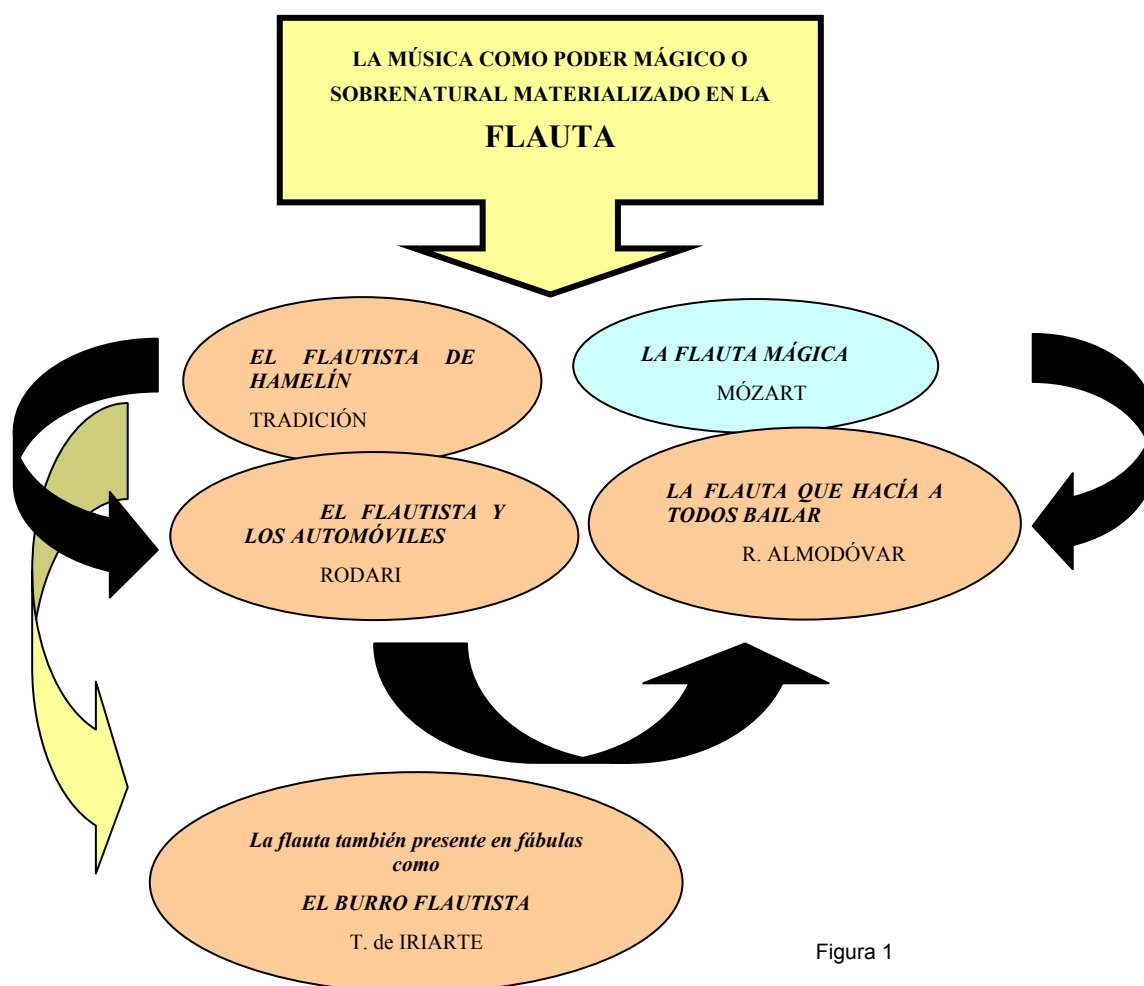 LA MÚSICA COMO PODER MÁGICO O
SOBRENATURAL MATERIALIZADO EN LA
FLAUTA
EL FLAUTISTA DE
HAMELÍN
TRADICIÓN
LA FLAUTA MÁGICA
MÓZART
EL FLAUTISTA Y
LOS AUTOMÓVILES
RODARI
LA FLAUTA QUE HACÍA A
TODOS BAILAR
R. ALMODÓVAR
La flauta también presente en fábulas
como
EL BURRO FLAUTISTA
T. de IRIARTE
Figura 1